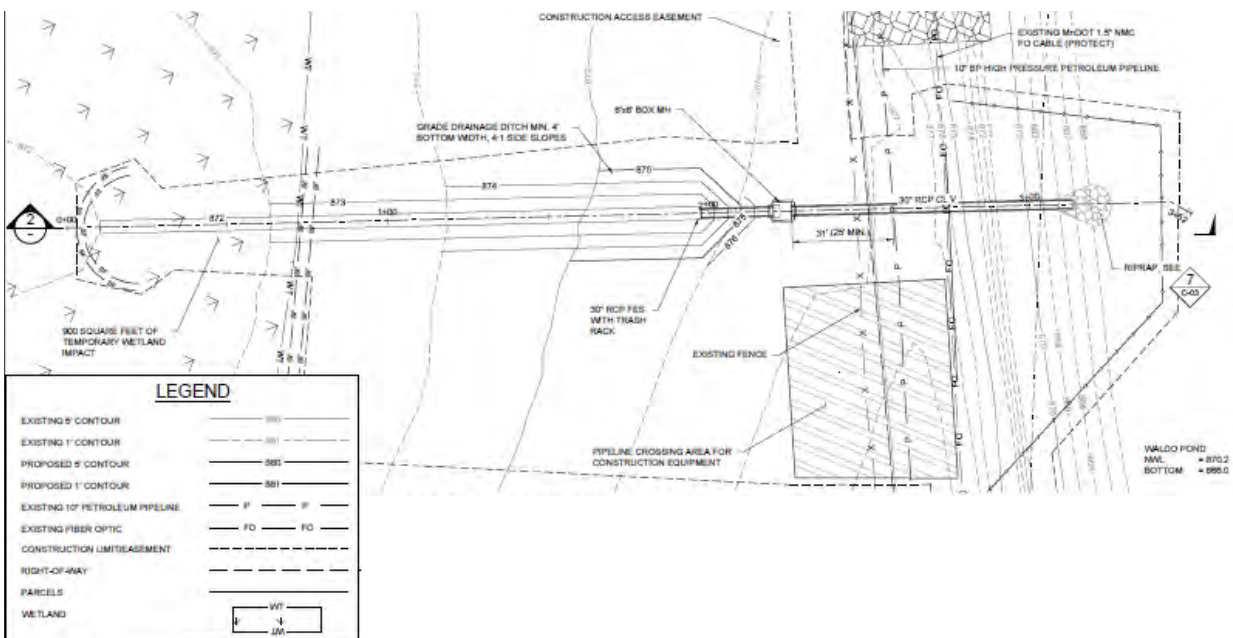 CONSTRUCTION ACCESS EASEMENT
EXISTING MnDOT 1.5" NMC
FO CABLE (PROTECT)
10" BP HIGH PRESSURE PETROLEUM PIPELINE
6'x6' BOX MH
GRADE DRAINAGE DITCH MIN. 4'
BOTTOM WIDTH, 4:1 SIDE SLOPES
875
874
873
872
1+00
2+00
876
30" RCP CL V
3+00
2
0+00
31' (25' MIN.)
RIPRAP, SEE
7
C-03
900 SQUARE FEET OF
TEMPORARY WETLAND
IMPACT
30" RCP FES
WITH TRASH
RACK
EXISTING FENCE
PIPELINE CROSSING AREA FOR
CONSTRUCTION EQUIPMENT
WALDO POND
NWL = 870.2
BOTTOM
LEGEND
EXISTING 5' CONTOUR
EXISTING 1' CONTOUR
PROPOSED 5' CONTOUR 880
PROPOSED 1' CONTOUR 881
EXISTING 10" PETROLEUM PIPELINE P P
EXISTING FIBER OPTIC FO FO
CONSTRUCTION LIMIT/EASEMENT
RIGHT-OF-WAY
PARCELS
WETLAND WT WT